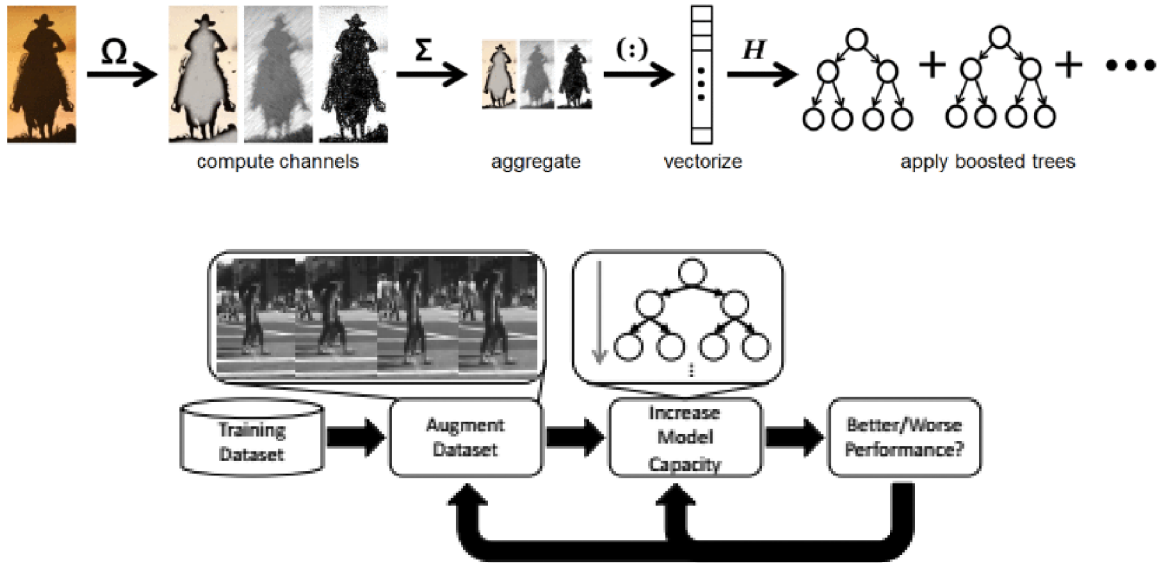 Ω
Σ
(:)
H
+
+
•••
compute channels
aggregate
vectorize
apply boosted trees
Training
Dataset
Augment
Dataset
Increase
Model
Capacity
Better/Worse
Performance?